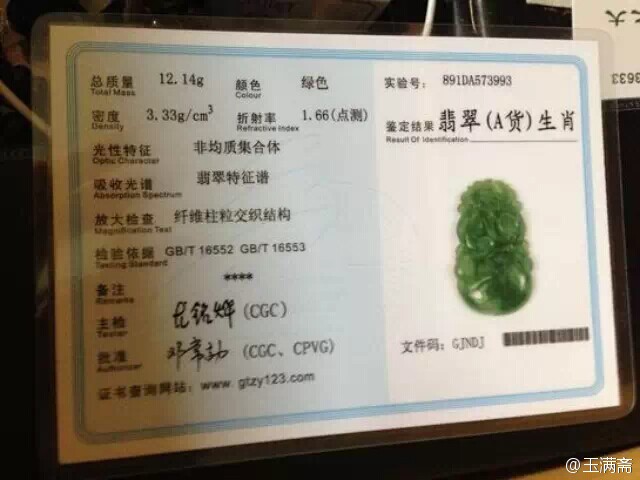 总质量 12.14g 颜色 绿色
Total Mass Colour
密度 3.33g/cm³ 折射率 1.66(点测)
Density Refractive Index
光性特征 非均质集合体
Optic Character
吸收光谱 翡翠特征谱
Absorption Spectrum
放大检查 纤维柱粒交织结构
Magnification Test
检验依据 GB/T 16552 GB/T 16553
Testing Standard
****
备注
Remarks
主检 (CGC)
Tester
批准 邓常劼 (CGC、CPVG)
Authorizer
证书查询网站：www.gtzy123.com
实验号: 891DA573993
鉴定结果 翡翠(A货)生肖
Result Of Identification
文件码: GJNDJ
3633
@玉满斋